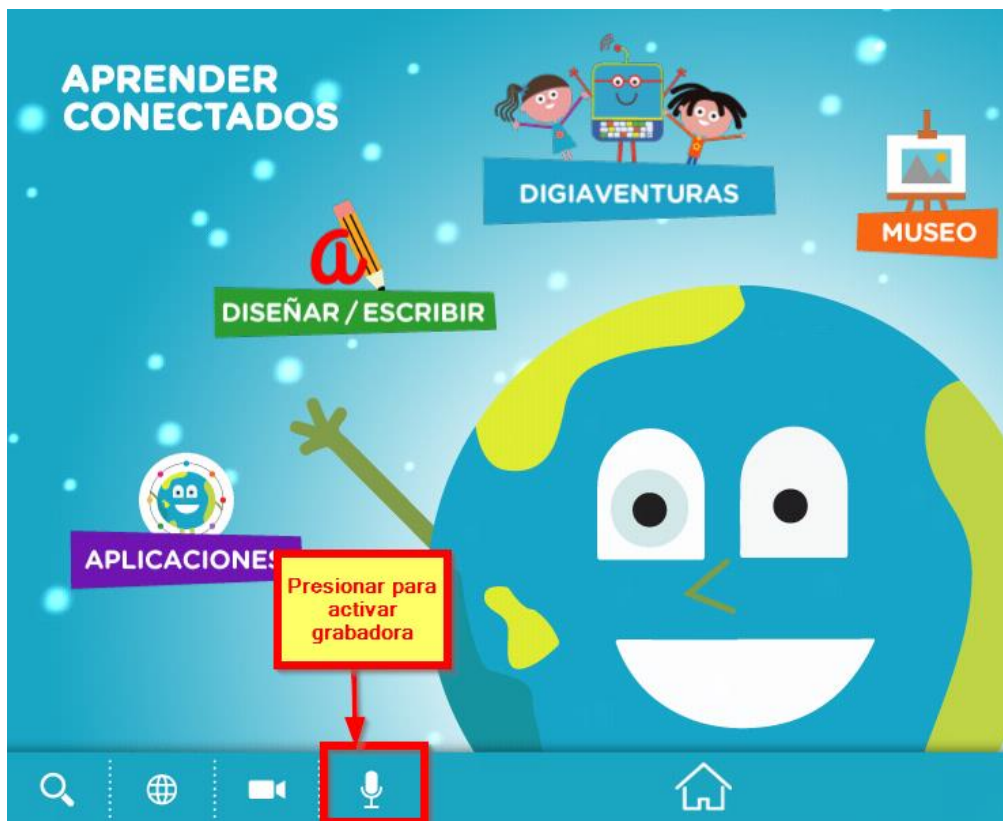 APRENDER
CONECTADOS
DIGIAVENTURAS
MUSEO
DISEÑAR / ESCRIBIR
APLICACIONES
Presionar para
activar
grabadora